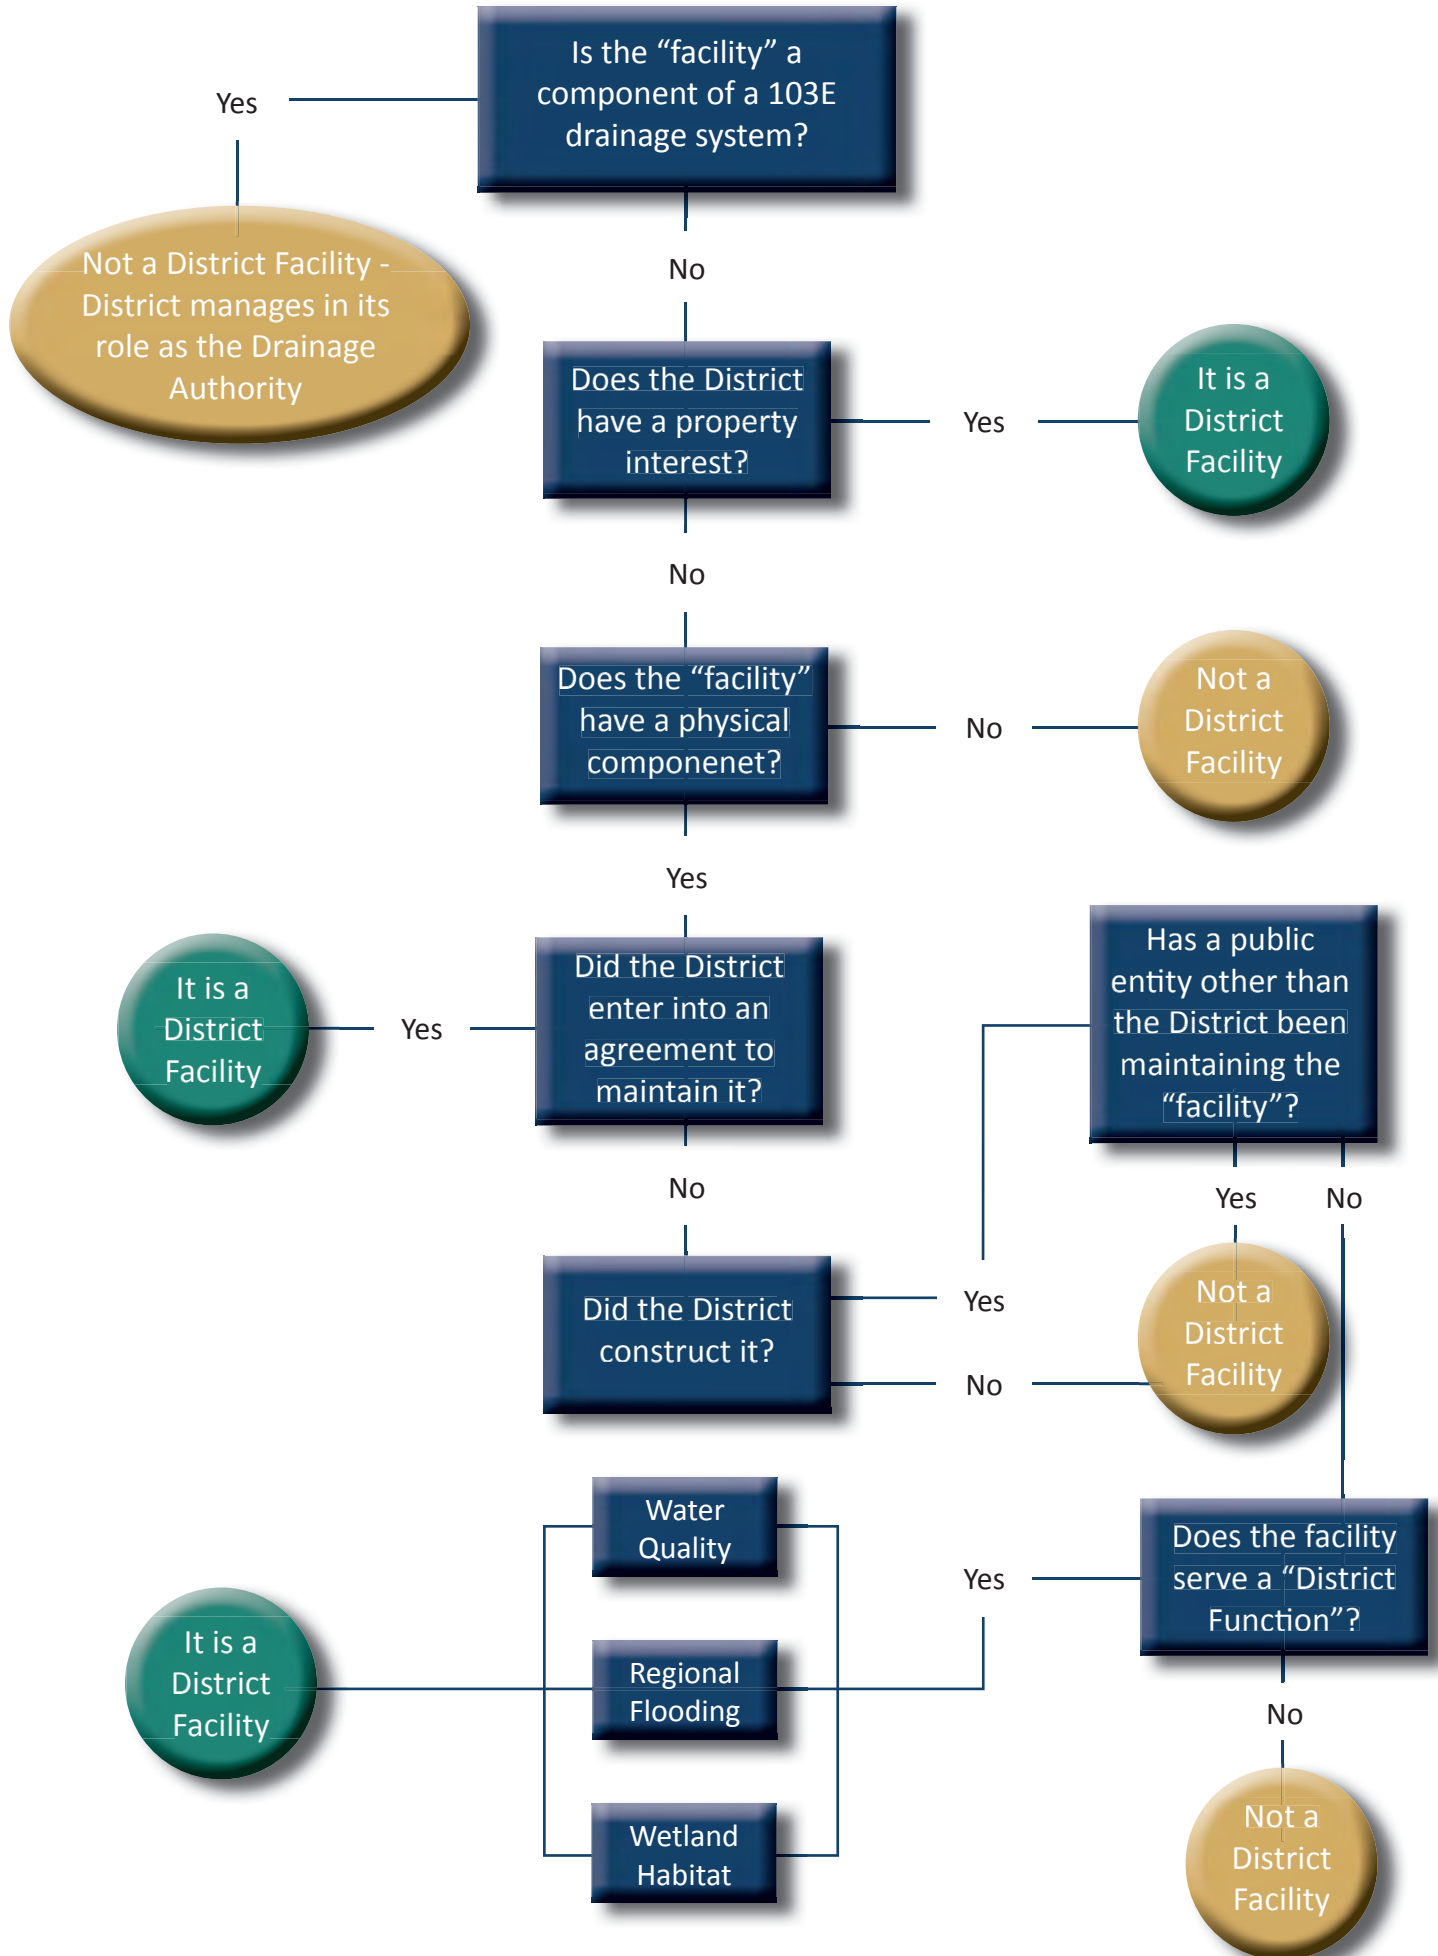 Is the “facility” a
component of a 103E
drainage system?
Yes
Not a District Facility -
District manages in its
role as the Drainage
Authority
No
Does the District
have a property
interest?
Yes
It is a
District
Facility
No
Does the “facility”
have a physical
componenet?
No
Not a
District
Facility
Yes
Did the District
enter into an
agreement to
maintain it?
Yes
It is a
District
Facility
No
Did the District
construct it?
Yes
No
Has a public
entity other than
the District been
maintaining the
“facility”?
Yes
No
Not a
District
Facility
Does the facility
serve a “District
Function”?
Yes
Water
Quality
Regional
Flooding
Wetland
Habitat
It is a
District
Facility
No
Not a
District
Facility